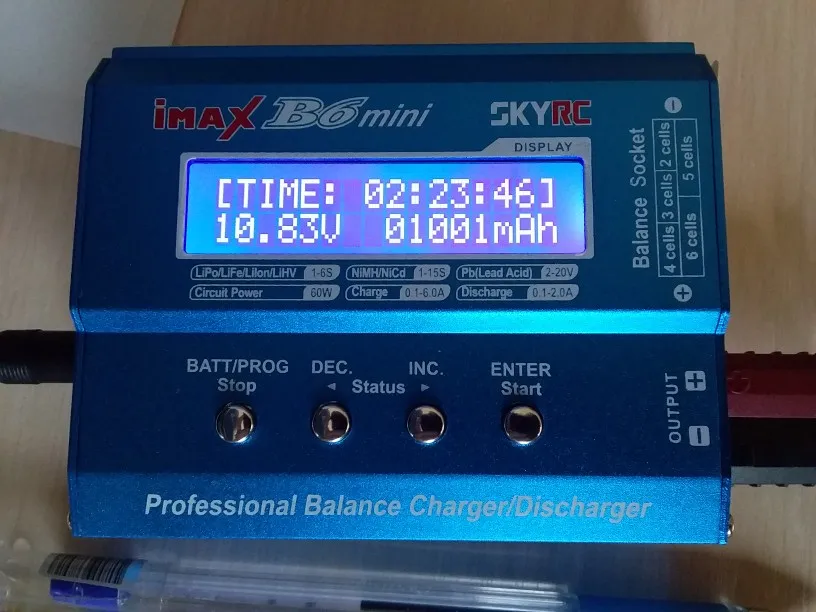 iMAX B6 mini SKYRC
DISPLAY
[TIME: 02:23:46]
10.83V 01001mAh
LiPo/LiFe/LiIon/LiHV 1-6S NiMH/NiCd 1-15S Pb(Lead Acid) 2-20V
Circuit Power 60W Charge 0.1-6.0A Discharge 0.1-2.0A
Balance Socket
2 cells
3 cells
4 cells
5 cells
6 cells
BATT/PROG DEC. INC. ENTER
Stop ◄ Status ► Start
OUTPUT
Professional Balance Charger/Discharger